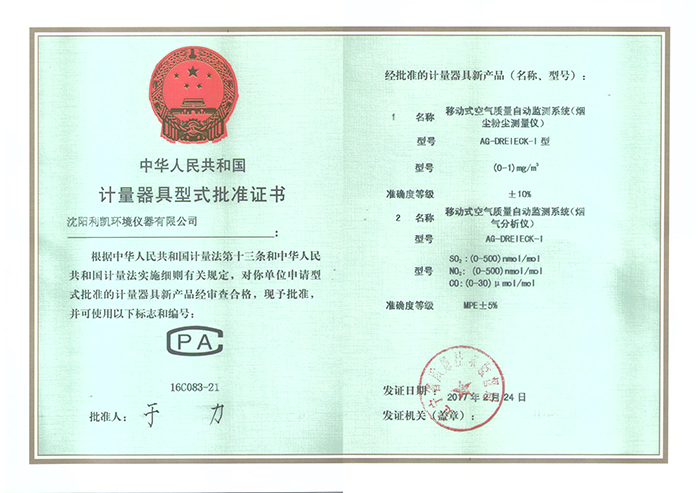 中华人民共和国
计量器具型式批准证书
沈阳利凯环境仪器有限公司
：
根据中华人民共和国计量法第十三条和中华人民
共和国计量法实施细则有关规定，对你单位申请型
式批准的计量器具新产品经审查合格，现予批准，
并可使用以下标志和编号：
CPA
16C083-21
批准人：于 力
经批准的计量器具新产品（名称、型号）：
1 名称 移动式空气质量自动监测系统（烟
尘粉尘测量仪）
型号 AG-DREIECK-I 型
(0-1)mg/m³
准确度等级 ±10%
2 名称 移动式空气质量自动监测系统（烟
气分析仪）
型号 AG-DREIECK-I
SO₂:(0-500)nmol/mol
型号 NO₂:(0-500)nmol/mol
CO:(0-30)μmol/mol
准确度等级 MPE±5%
发证日期：2017年2月24日
发证机关（盖章）：